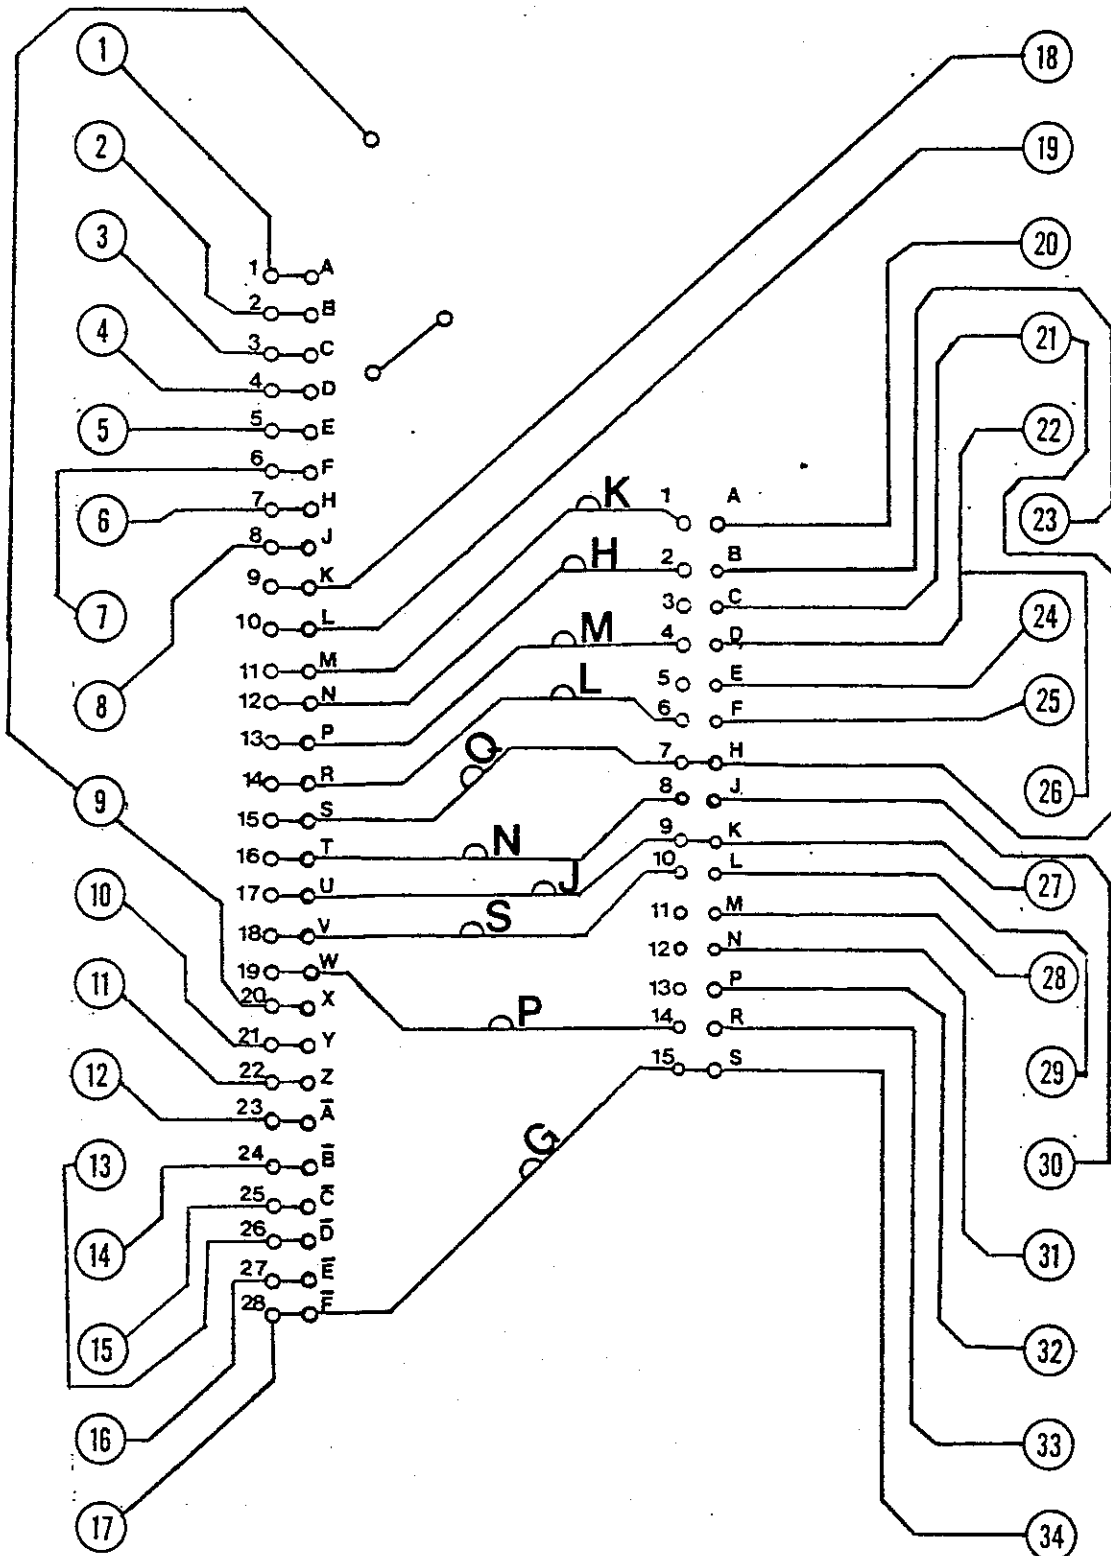 1
18
2
19
3
20
1 A
2 B
3 C
21
4
4 D
5
5 E
22
6 F
6
7 H
K
1 A
23
8 J
H
2 B
9 K
7
10 L
3 C
24
M
4 D
11 M
L
5 E
8
12 N
6 F
25
13 P
Q
7 H
14 R
8 J
26
9
15 S
9 K
16 T
N
10 L
27
10
17 U
J
11 M
18 V
S
12 N
19 W
28
11
20 X
13 P
21 Y
P
14 R
22 Z
15 S
29
12
23 Ā
G
13
24 B̄
30
25 C̄
14
26 D̄
31
27 Ē
28 F̄
15
32
16
33
17
34